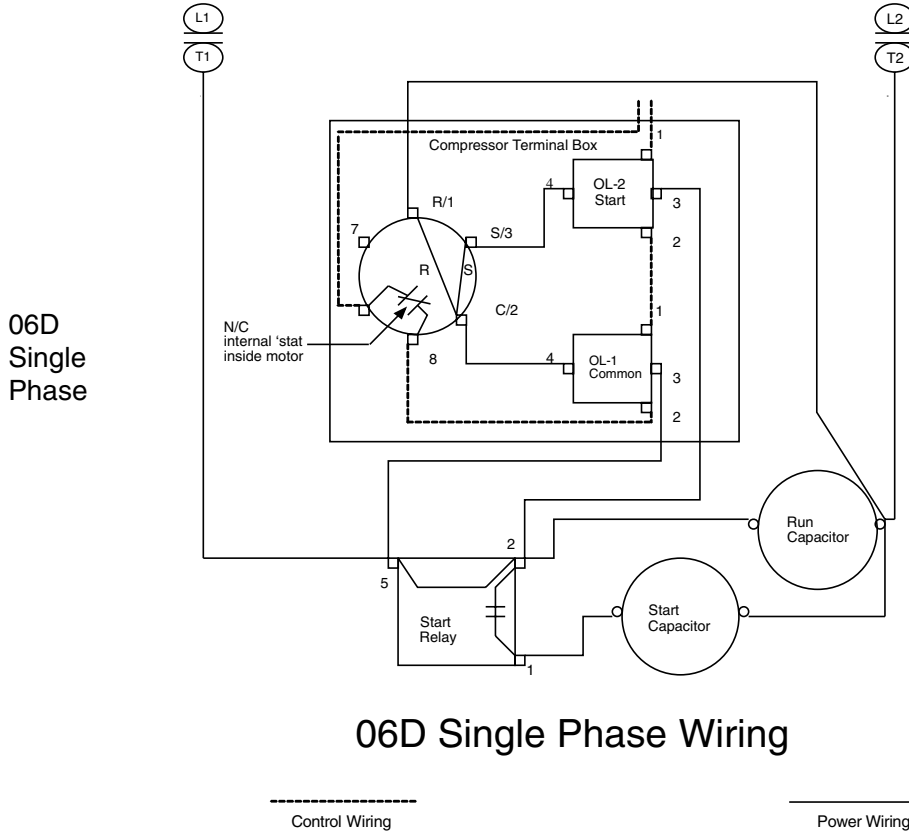 L1
L2
T1
T2
1
Compressor Terminal Box
4
OL-2
Start
R/1
3
7
S/3
2
R
S
C/2
1
06D
Single
Phase
N/C
internal 'stat
inside motor
8
4
OL-1
Common
3
2
Run
Capacitor
2
5
Start
Relay
Start
Capacitor
1
06D Single Phase Wiring
Control Wiring
Power Wiring